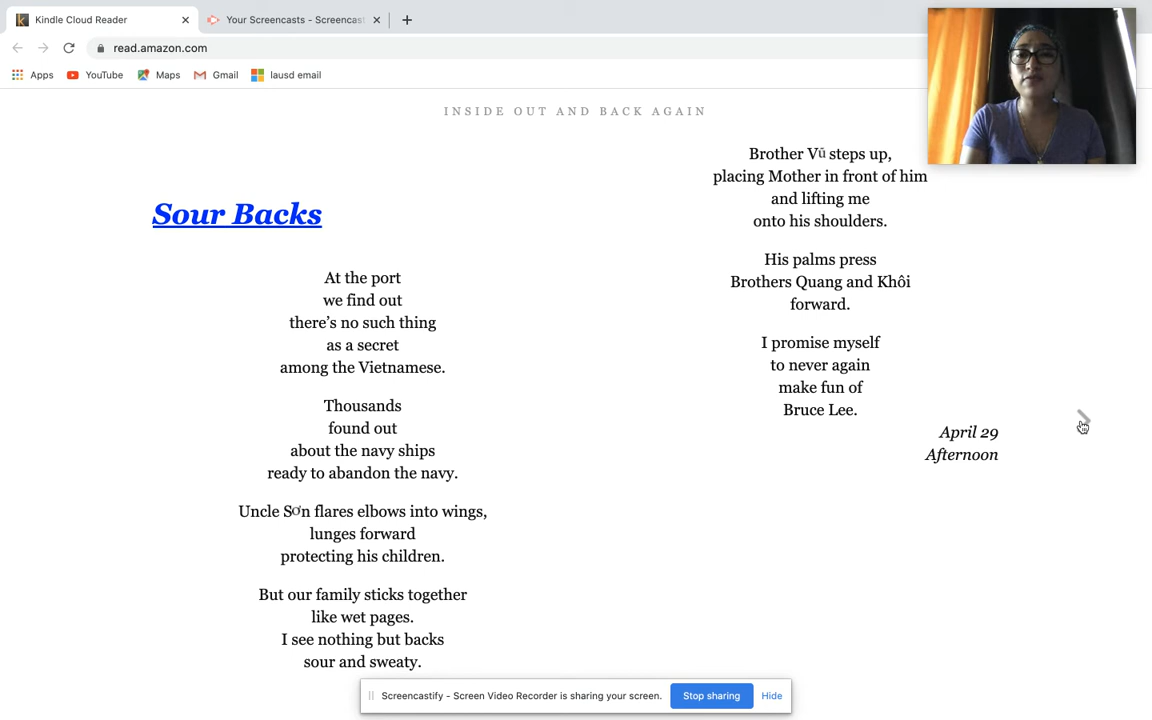 Kindle Cloud Reader
Your Screencasts - Screencast
read.amazon.com
Apps
YouTube
Maps
Gmail
lausd email
INSIDE OUT AND BACK AGAIN
Sour Backs
At the port
we find out
there's no such thing
as a secret
among the Vietnamese.
Thousands
found out
about the navy ships
ready to abandon the navy.
Uncle Sơn flares elbows into wings,
lunges forward
protecting his children.
But our family sticks together
like wet pages.
I see nothing but backs
sour and sweaty.
Brother Vũ steps up,
placing Mother in front of him
and lifting me
onto his shoulders.
His palms press
Brothers Quang and Khôi
forward.
I promise myself
to never again
make fun of
Bruce Lee.
April 29
Afternoon
Screencastify - Screen Video Recorder is sharing your screen.
Stop sharing
Hide